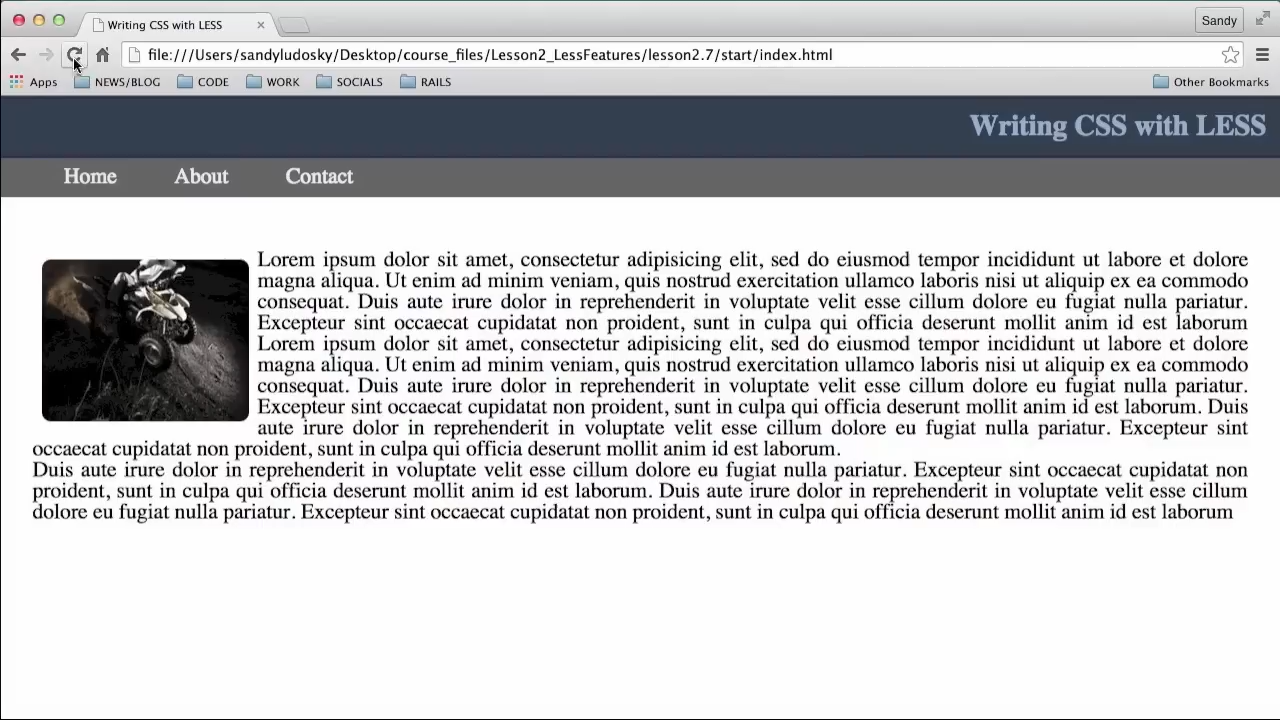 Writing CSS with LESS
Sandy
file:///Users/sandyludosky/Desktop/course_files/Lesson2_LessFeatures/lesson2.7/start/index.html
Apps NEWS/BLOG CODE WORK SOCIALS RAILS Other Bookmarks
Writing CSS with LESS
Home About Contact
Lorem ipsum dolor sit amet, consectetur adipisicing elit, sed do eiusmod tempor incididunt ut labore et dolore
magna aliqua. Ut enim ad minim veniam, quis nostrud exercitation ullamco laboris nisi ut aliquip ex ea commodo
consequat. Duis aute irure dolor in reprehenderit in voluptate velit esse cillum dolore eu fugiat nulla pariatur.
Excepteur sint occaecat cupidatat non proident, sunt in culpa qui officia deserunt mollit anim id est laborum
Lorem ipsum dolor sit amet, consectetur adipisicing elit, sed do eiusmod tempor incididunt ut labore et dolore
magna aliqua. Ut enim ad minim veniam, quis nostrud exercitation ullamco laboris nisi ut aliquip ex ea commodo
consequat. Duis aute irure dolor in reprehenderit in voluptate velit esse cillum dolore eu fugiat nulla pariatur.
Excepteur sint occaecat cupidatat non proident, sunt in culpa qui officia deserunt mollit anim id est laborum. Duis
aute irure dolor in reprehenderit in voluptate velit esse cillum dolore eu fugiat nulla pariatur. Excepteur sint
occaecat cupidatat non proident, sunt in culpa qui officia deserunt mollit anim id est laborum.
Duis aute irure dolor in reprehenderit in voluptate velit esse cillum dolore eu fugiat nulla pariatur. Excepteur sint occaecat cupidatat non
proident, sunt in culpa qui officia deserunt mollit anim id est laborum. Duis aute irure dolor in reprehenderit in voluptate velit esse cillum
dolore eu fugiat nulla pariatur. Excepteur sint occaecat cupidatat non proident, sunt in culpa qui officia deserunt mollit anim id est laborum